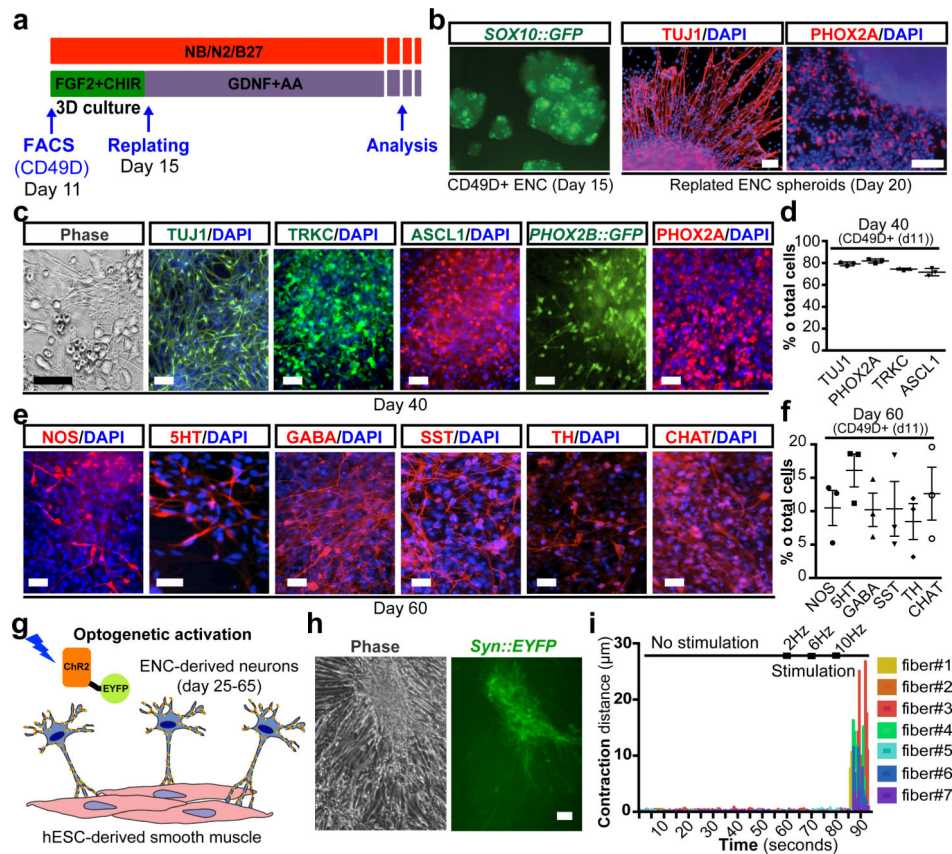 a
NB/N2/B27
FGF2+CHIR
GDNF+AA
3D culture
FACS
(CD49D)
Day 11
Replating
Day 15
Analysis
b
SOX10::GFP
TUJ1/DAPI
PHOX2A/DAPI
CD49D+ ENC (Day 15)
Replated ENC spheroids (Day 20)
c
Phase
TUJ1/DAPI
TRKC/DAPI
ASCL1/DAPI
PHOX2B::GFP
PHOX2A/DAPI
Day 40
d
Day 40
(CD49D+ (d11))
% o total cells
100
80
60
40
20
0
TUJ1
PHOX2A
TRKC
ASCL1
e
NOS/DAPI
5HT/DAPI
GABA/DAPI
SST/DAPI
TH/DAPI
CHAT/DAPI
Day 60
f
Day 60
(CD49D+ (d11))
% o total cells
20
15
10
5
0
NOS
5HT
GABA
SST
TH
CHAT
g
Optogenetic activation
ChR2
EYFP
ENC-derived neurons
(day 25-65)
hESC-derived smooth muscle
h
Phase
Syn::EYFP
i
Contraction distance (μm)
30
20
10
0
No stimulation
2Hz
6Hz
10Hz
Stimulation
10
20
30
40
50
60
70
80
90
Time (seconds)
fiber#1
fiber#2
fiber#3
fiber#4
fiber#5
fiber#6
fiber#7